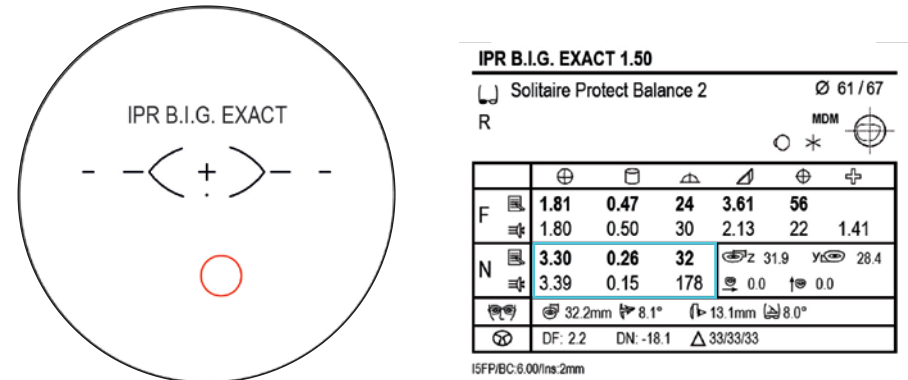 IPR B.I.G. EXACT
IPR B.I.G. EXACT 1.50
Solitaire Protect Balance 2 Ø 61/67
R MDM
F 1.81 0.47 24 3.61 56
1.80 0.50 30 2.13 22 1.41
N 3.30 0.26 32 z 31.9 y 28.4
3.39 0.15 178 0.0 0.0
32.2mm 8.1° 13.1mm 8.0°
DF: 2.2 DN: -18.1 △ 33/33/33
I5FP/BC:6.00/Ins:2mm